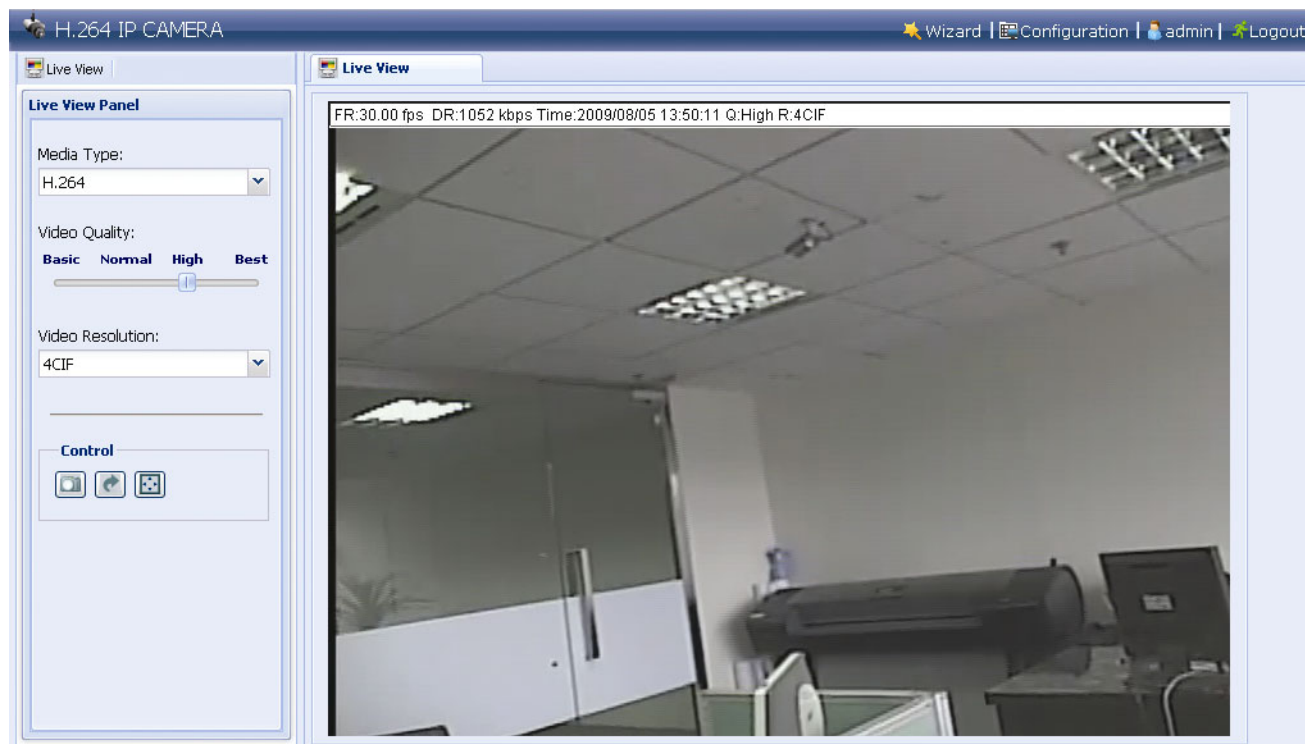 H.264 IP CAMERA
Wizard | Configuration | admin | Logout
Live View
Live View
Live View Panel
FR:30.00 fps DR:1052 kbps Time:2009/08/05 13:50:11 Q:High R:4CIF
Media Type:
H.264
Video Quality:
Basic Normal High Best
Video Resolution:
4CIF
Control